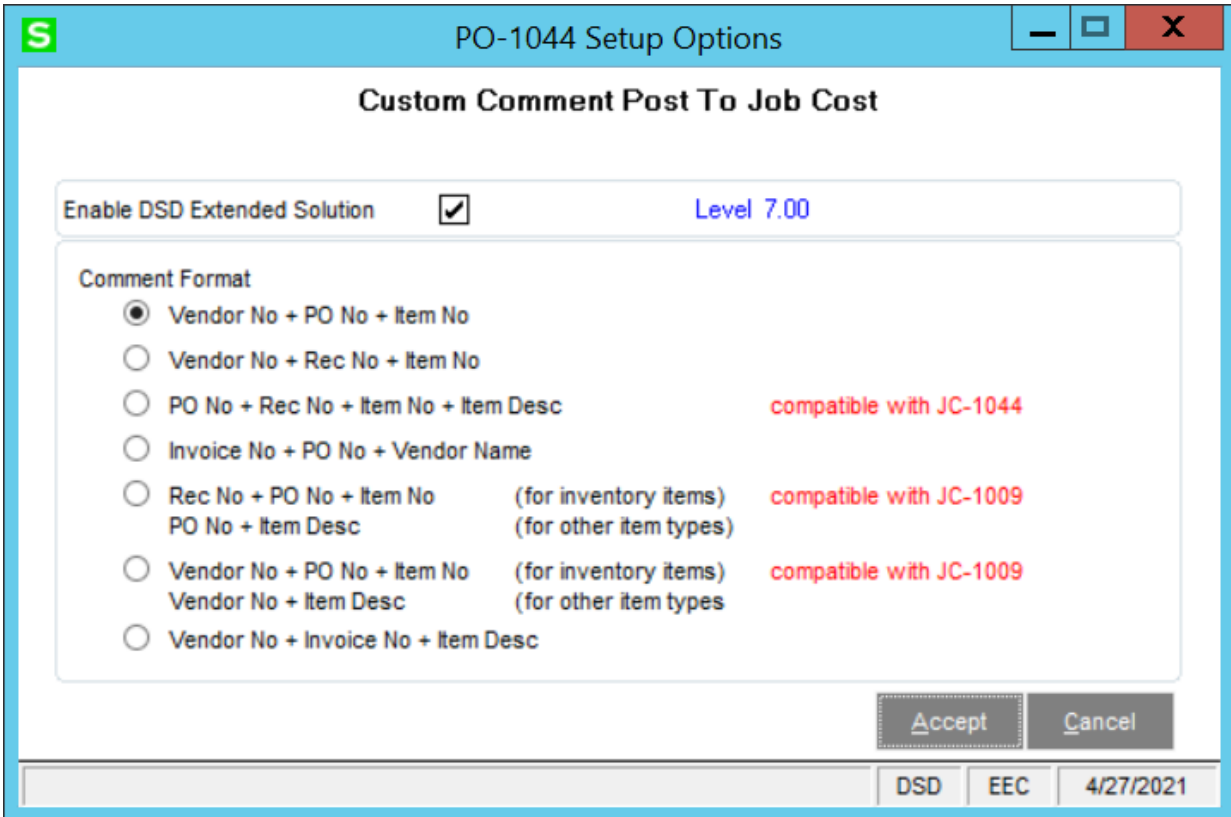 S
PO-1044 Setup Options
X
Custom Comment Post To Job Cost
Enable DSD Extended Solution Level 7.00
Comment Format
Vendor No + PO No + Item No
Vendor No + Rec No + Item No
PO No + Rec No + Item No + Item Desc compatible with JC-1044
Invoice No + PO No + Vendor Name
Rec No + PO No + Item No (for inventory items) compatible with JC-1009
PO No + Item Desc (for other item types)
Vendor No + PO No + Item No (for inventory items) compatible with JC-1009
Vendor No + Item Desc (for other item types
Vendor No + Invoice No + Item Desc
Accept Cancel
DSD EEC 4/27/2021